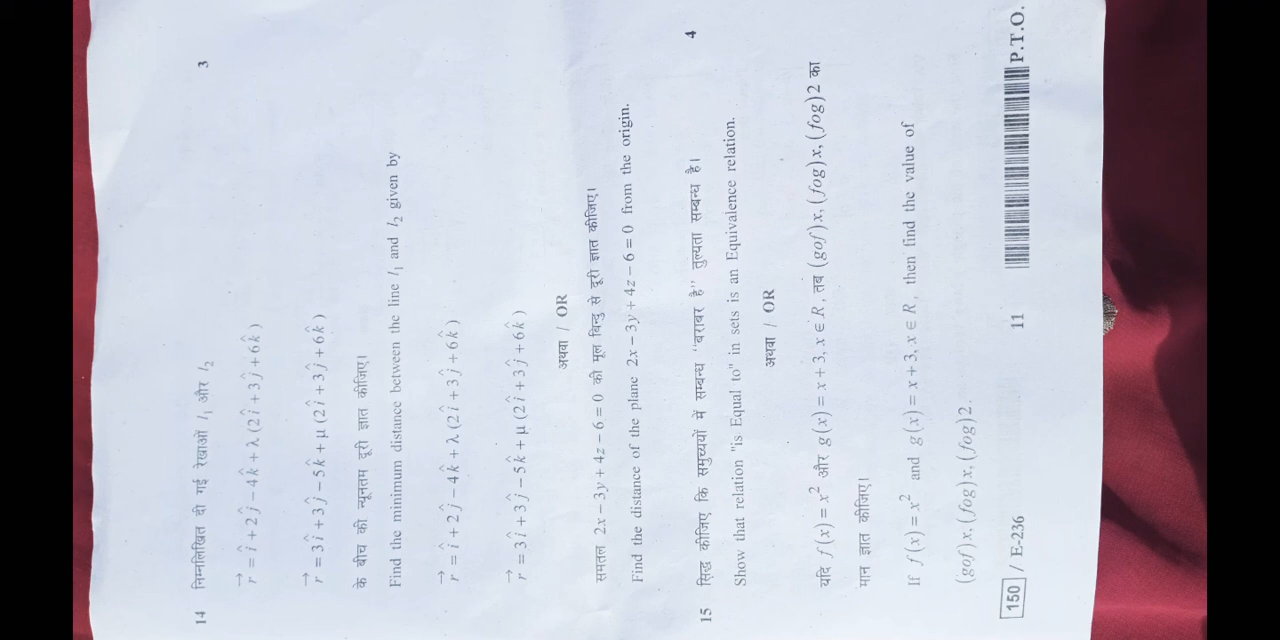 14 निम्नलिखित दी गई रेखाओं l₁ और l₂ 3
r⃗ = î + 2ĵ − 4k̂ + λ (2î + 3ĵ + 6k̂)
r⃗ = 3î + 3ĵ − 5k̂ + μ (2î + 3ĵ + 6k̂)
के बीच की न्यूनतम दूरी ज्ञात कीजिए।
Find the minimum distance between the line l₁ and l₂ given by
r⃗ = î + 2ĵ − 4k̂ + λ (2î + 3ĵ + 6k̂)
r⃗ = 3î + 3ĵ − 5k̂ + μ (2î + 3ĵ + 6k̂)
अथवा / OR
समतल 2x − 3y + 4z − 6 = 0 की मूल बिन्दु से दूरी ज्ञात कीजिए।
Find the distance of the plane 2x − 3y + 4z − 6 = 0 from the origin.
15 सिद्ध कीजिए कि समुच्चयों में सम्बन्ध "बराबर है" तुल्यता सम्बन्ध है। 4
Show that relation "is Equal to" in sets is an Equivalence relation.
अथवा / OR
यदि f(x) = x² और g(x) = x + 3, x ∈ R, तब (gof)x, (fog)x, (fog)2 का
मान ज्ञात कीजिए।
If f(x) = x² and g(x) = x + 3, x ∈ R, then find the value of
(gof)x, (fog)x, (fog)2.
150 / E-236 11 P.T.O.